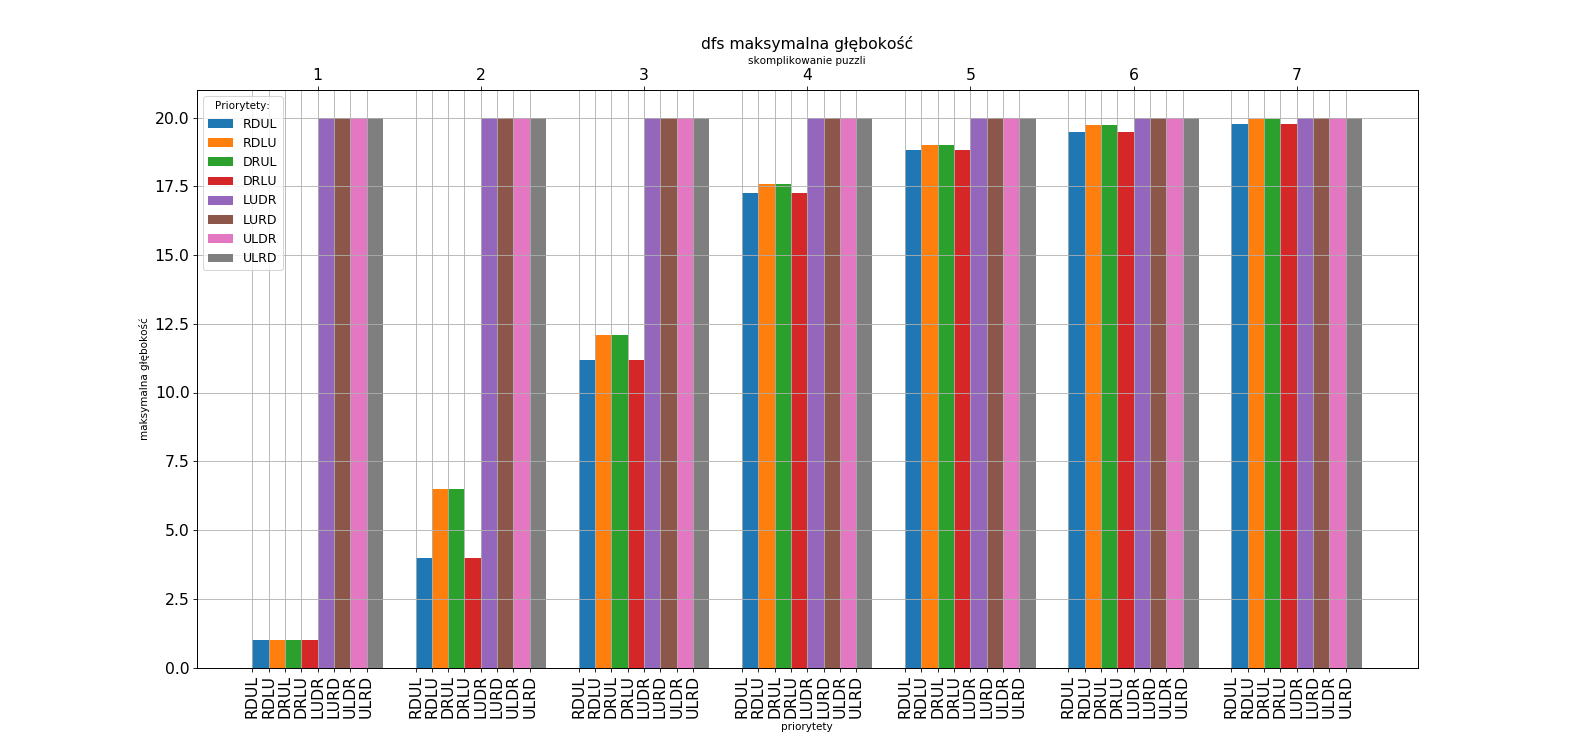 dfs maksymalna głębokość
skomplikowanie puzzli
1 2 3 4 5 6 7
Priorytety:
RDUL
RDLU
DRUL
DRLU
LUDR
LURD
ULDR
ULRD
20.0
17.5
15.0
12.5
10.0
7.5
5.0
2.5
0.0
maksymalna głębokość
RDUL RDLU DRUL DRLU LUDR LURD ULDR ULRD RDUL RDLU DRUL DRLU LUDR LURD ULDR ULRD RDUL RDLU DRUL DRLU LUDR LURD ULDR ULRD RDUL RDLU DRUL DRLU LUDR LURD ULDR ULRD RDUL RDLU DRUL DRLU LUDR LURD ULDR ULRD RDUL RDLU DRUL DRLU LUDR LURD ULDR ULRD RDUL RDLU DRUL DRLU LUDR LURD ULDR ULRD
priorytety